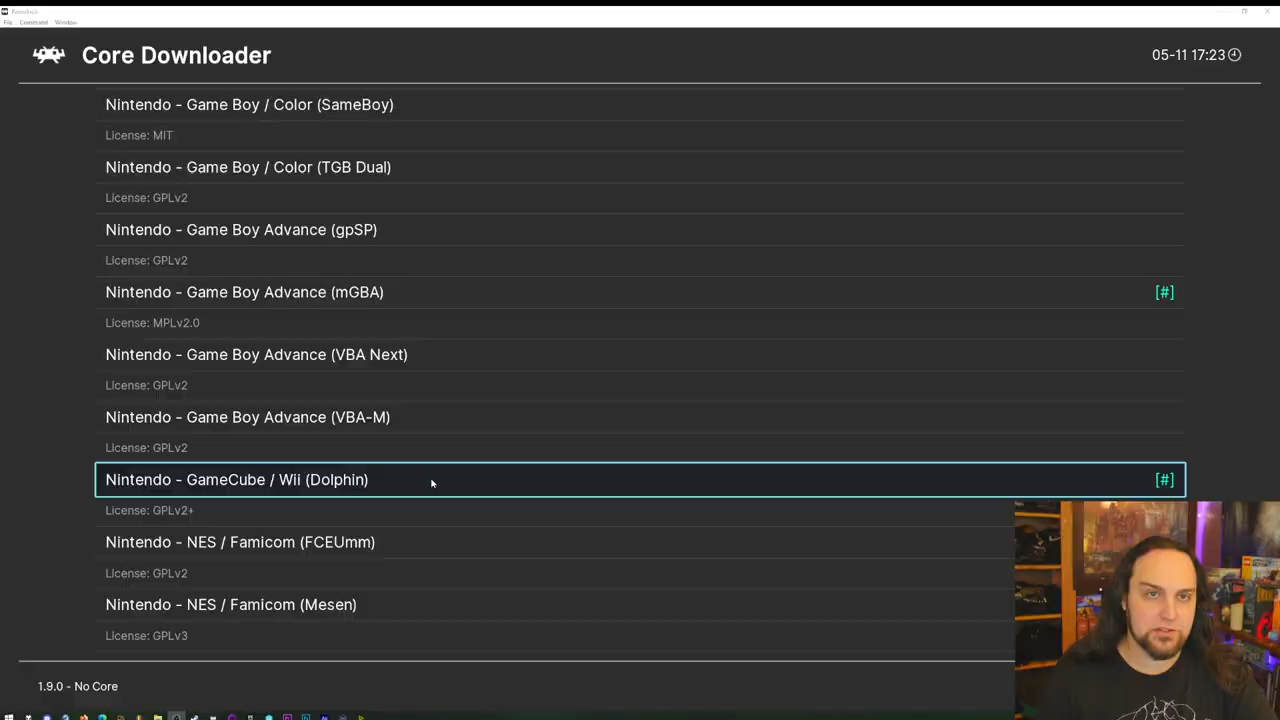 File Command Window
Core Downloader
05-11 17:23
Nintendo - Game Boy / Color (SameBoy)
License: MIT
Nintendo - Game Boy / Color (TGB Dual)
License: GPLv2
Nintendo - Game Boy Advance (gpSP)
License: GPLv2
Nintendo - Game Boy Advance (mGBA) [#]
License: MPLv2.0
Nintendo - Game Boy Advance (VBA Next)
License: GPLv2
Nintendo - Game Boy Advance (VBA-M)
License: GPLv2
Nintendo - GameCube / Wii (Dolphin) [#]
License: GPLv2+
Nintendo - NES / Famicom (FCEUmm)
License: GPLv2
Nintendo - NES / Famicom (Mesen)
License: GPLv3
1.9.0 - No Core